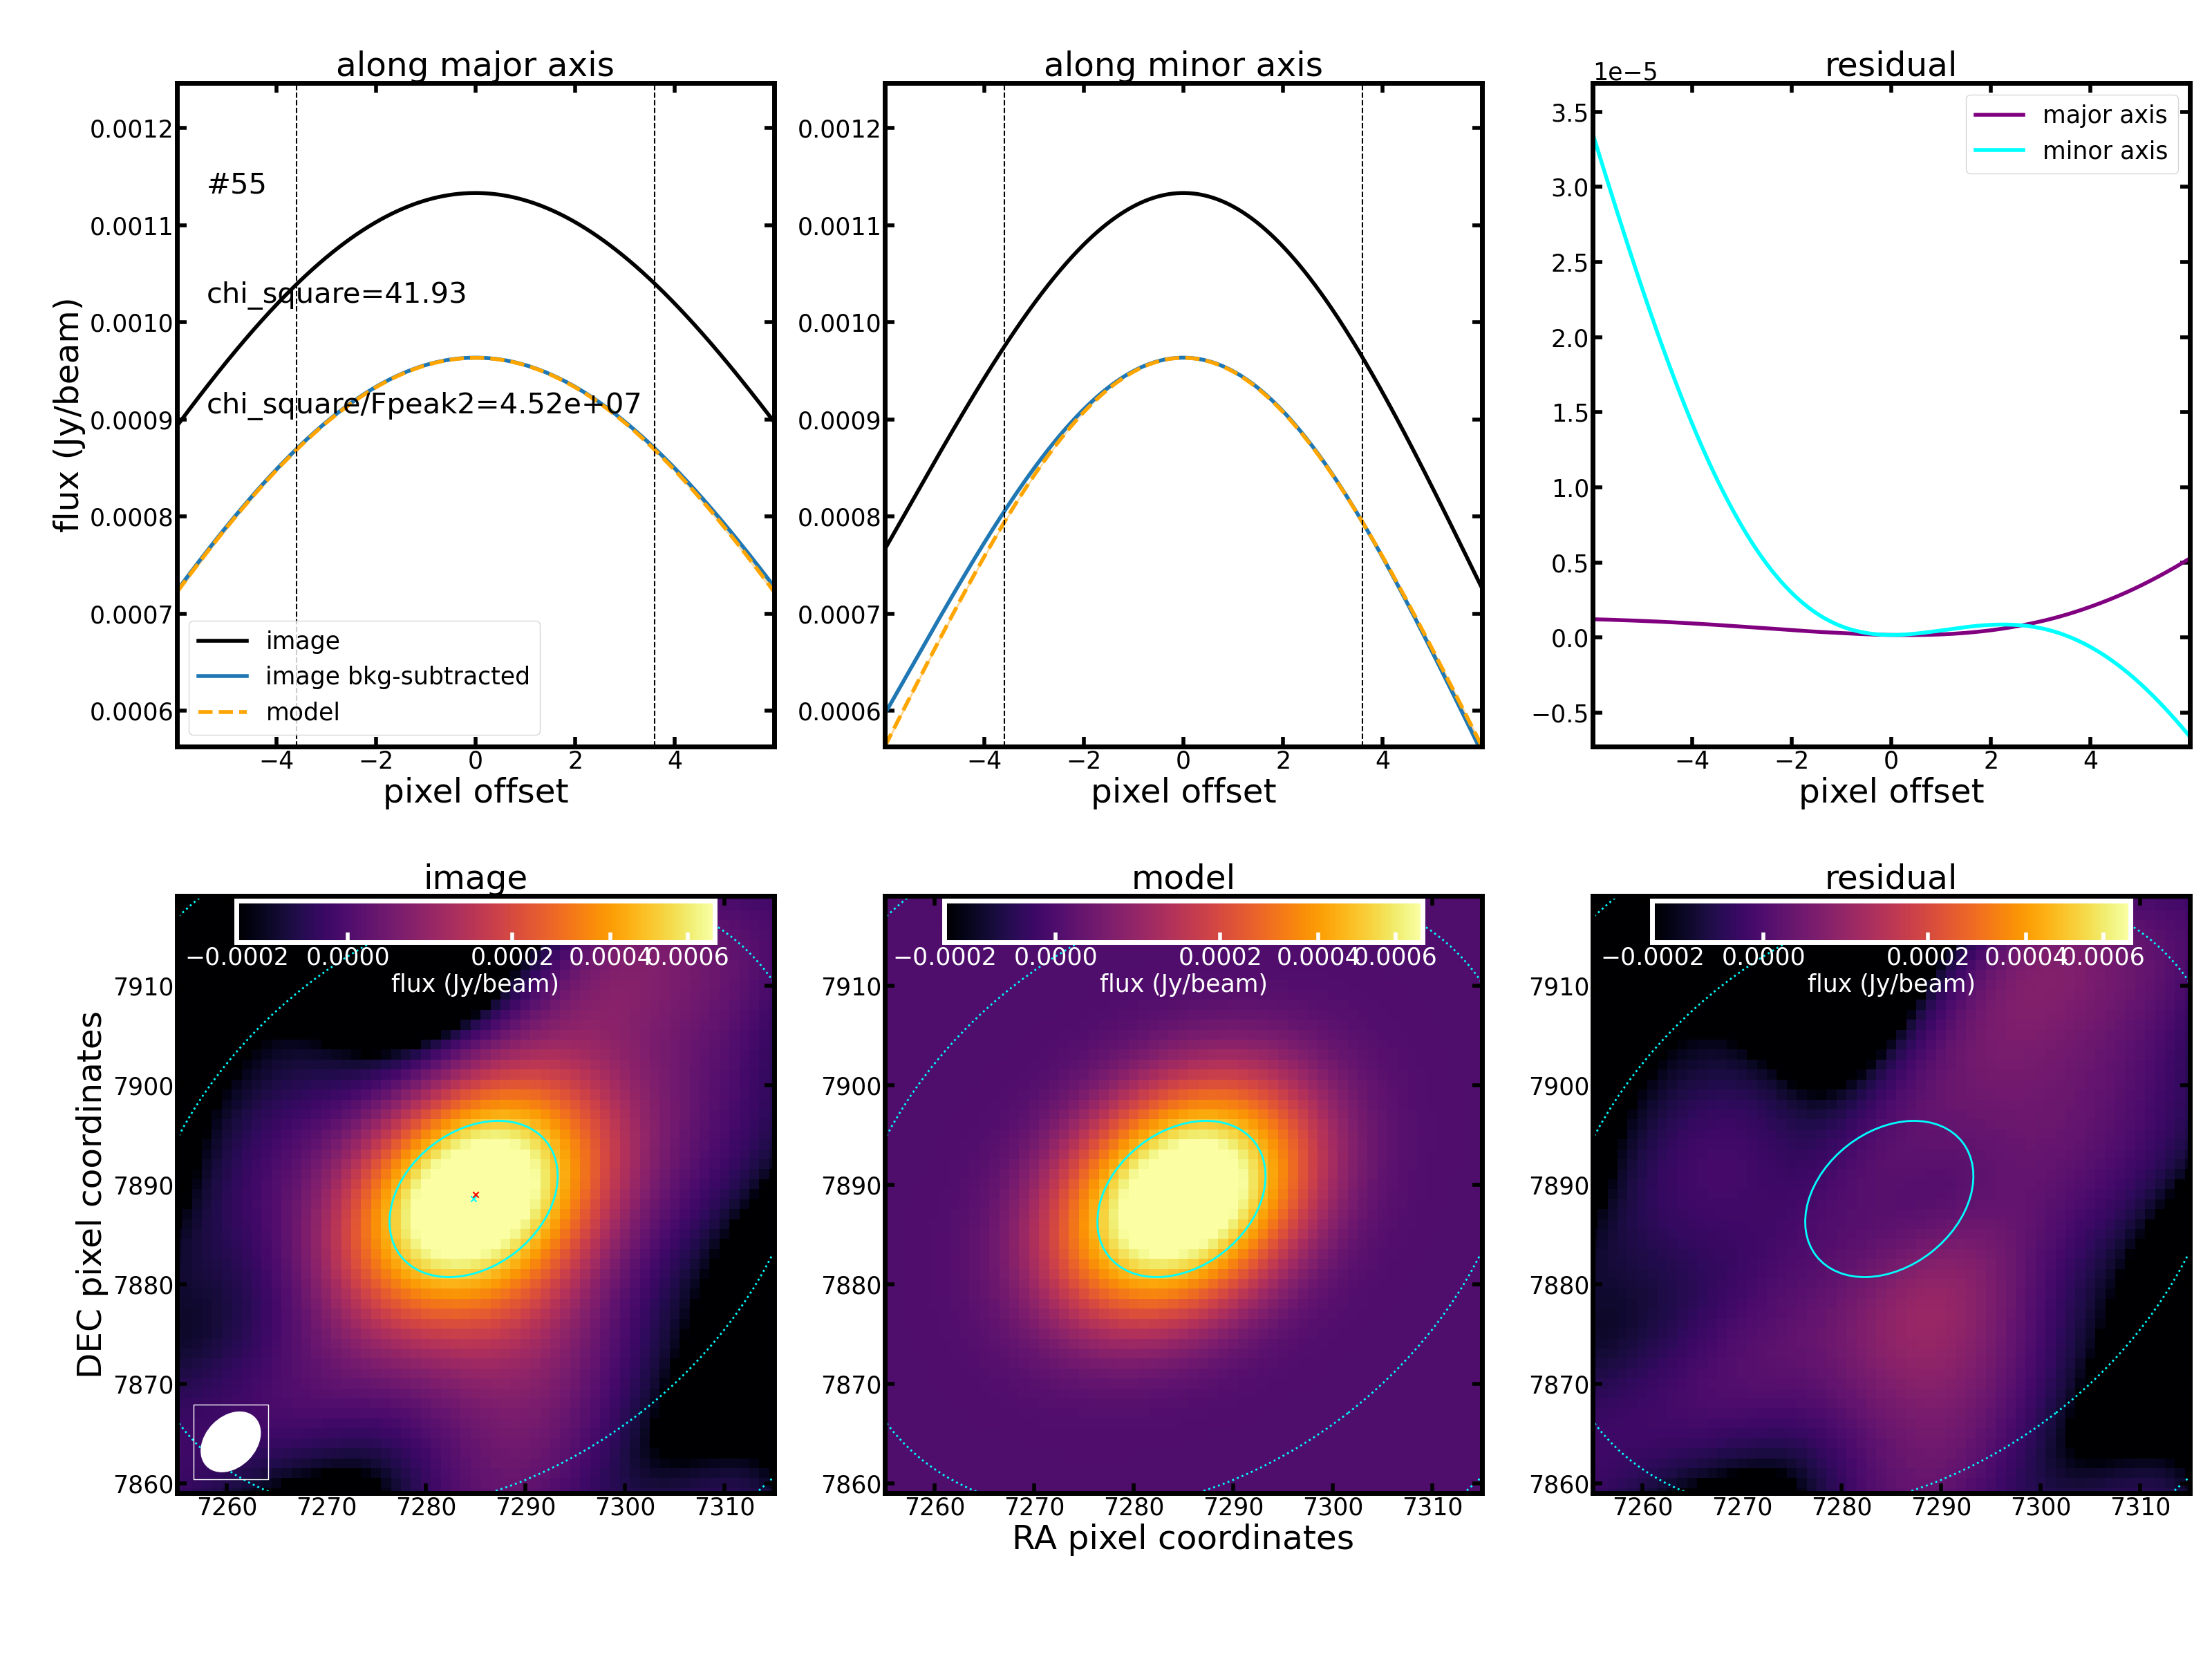 along major axis
along minor axis
residual
1e−5
flux (Jy/beam)
0.0012
0.0011
0.0010
0.0009
0.0008
0.0007
0.0006
#55
chi_square=41.93
chi_square/Fpeak2=4.52e+07
image
image bkg-subtracted
model
−4 −2 0 2 4
pixel offset
0.0012
0.0011
0.0010
0.0009
0.0008
0.0007
0.0006
−4 −2 0 2 4
pixel offset
major axis
minor axis
3.5
3.0
2.5
2.0
1.5
1.0
0.5
0.0
−0.5
−4 −2 0 2 4
pixel offset
image
model
residual
DEC pixel coordinates
−0.0002 0.0000 0.0002 0.0004 0.0006
flux (Jy/beam)
7910
7900
7890
7880
7870
7860
7260 7270 7280 7290 7300 7310
−0.0002 0.0000 0.0002 0.0004 0.0006
flux (Jy/beam)
7910
7900
7890
7880
7870
7860
7260 7270 7280 7290 7300 7310
RA pixel coordinates
−0.0002 0.0000 0.0002 0.0004 0.0006
flux (Jy/beam)
7910
7900
7890
7880
7870
7860
7260 7270 7280 7290 7300 7310